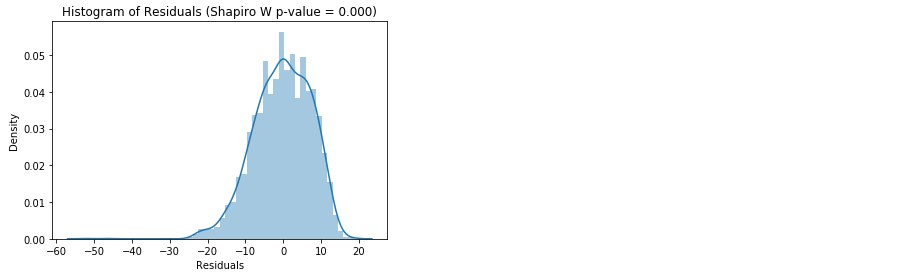 Histogram of Residuals (Shapiro W p-value = 0.000)
0.05
0.04
0.03
0.02
0.01
0.00
Density
−60 −50 −40 −30 −20 −10 0 10 20
Residuals